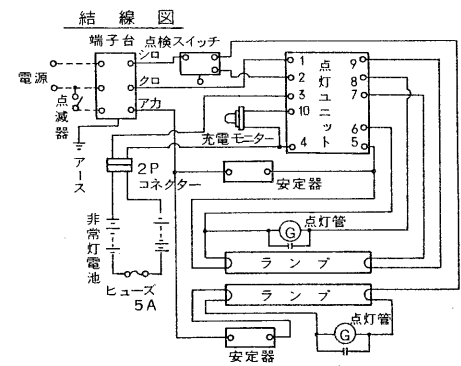 結線図
端子台
点検スイッチ
シロ
クロ
アカ
電源
点滅器
アース
1
2
3
10
4
点灯ユニット
9
8
7
6
5
充電モニター
2P
コネクター
安定器
非常灯電池
ヒューズ
5A
点灯管
G
ランプ
ランプ
点灯管
G
安定器